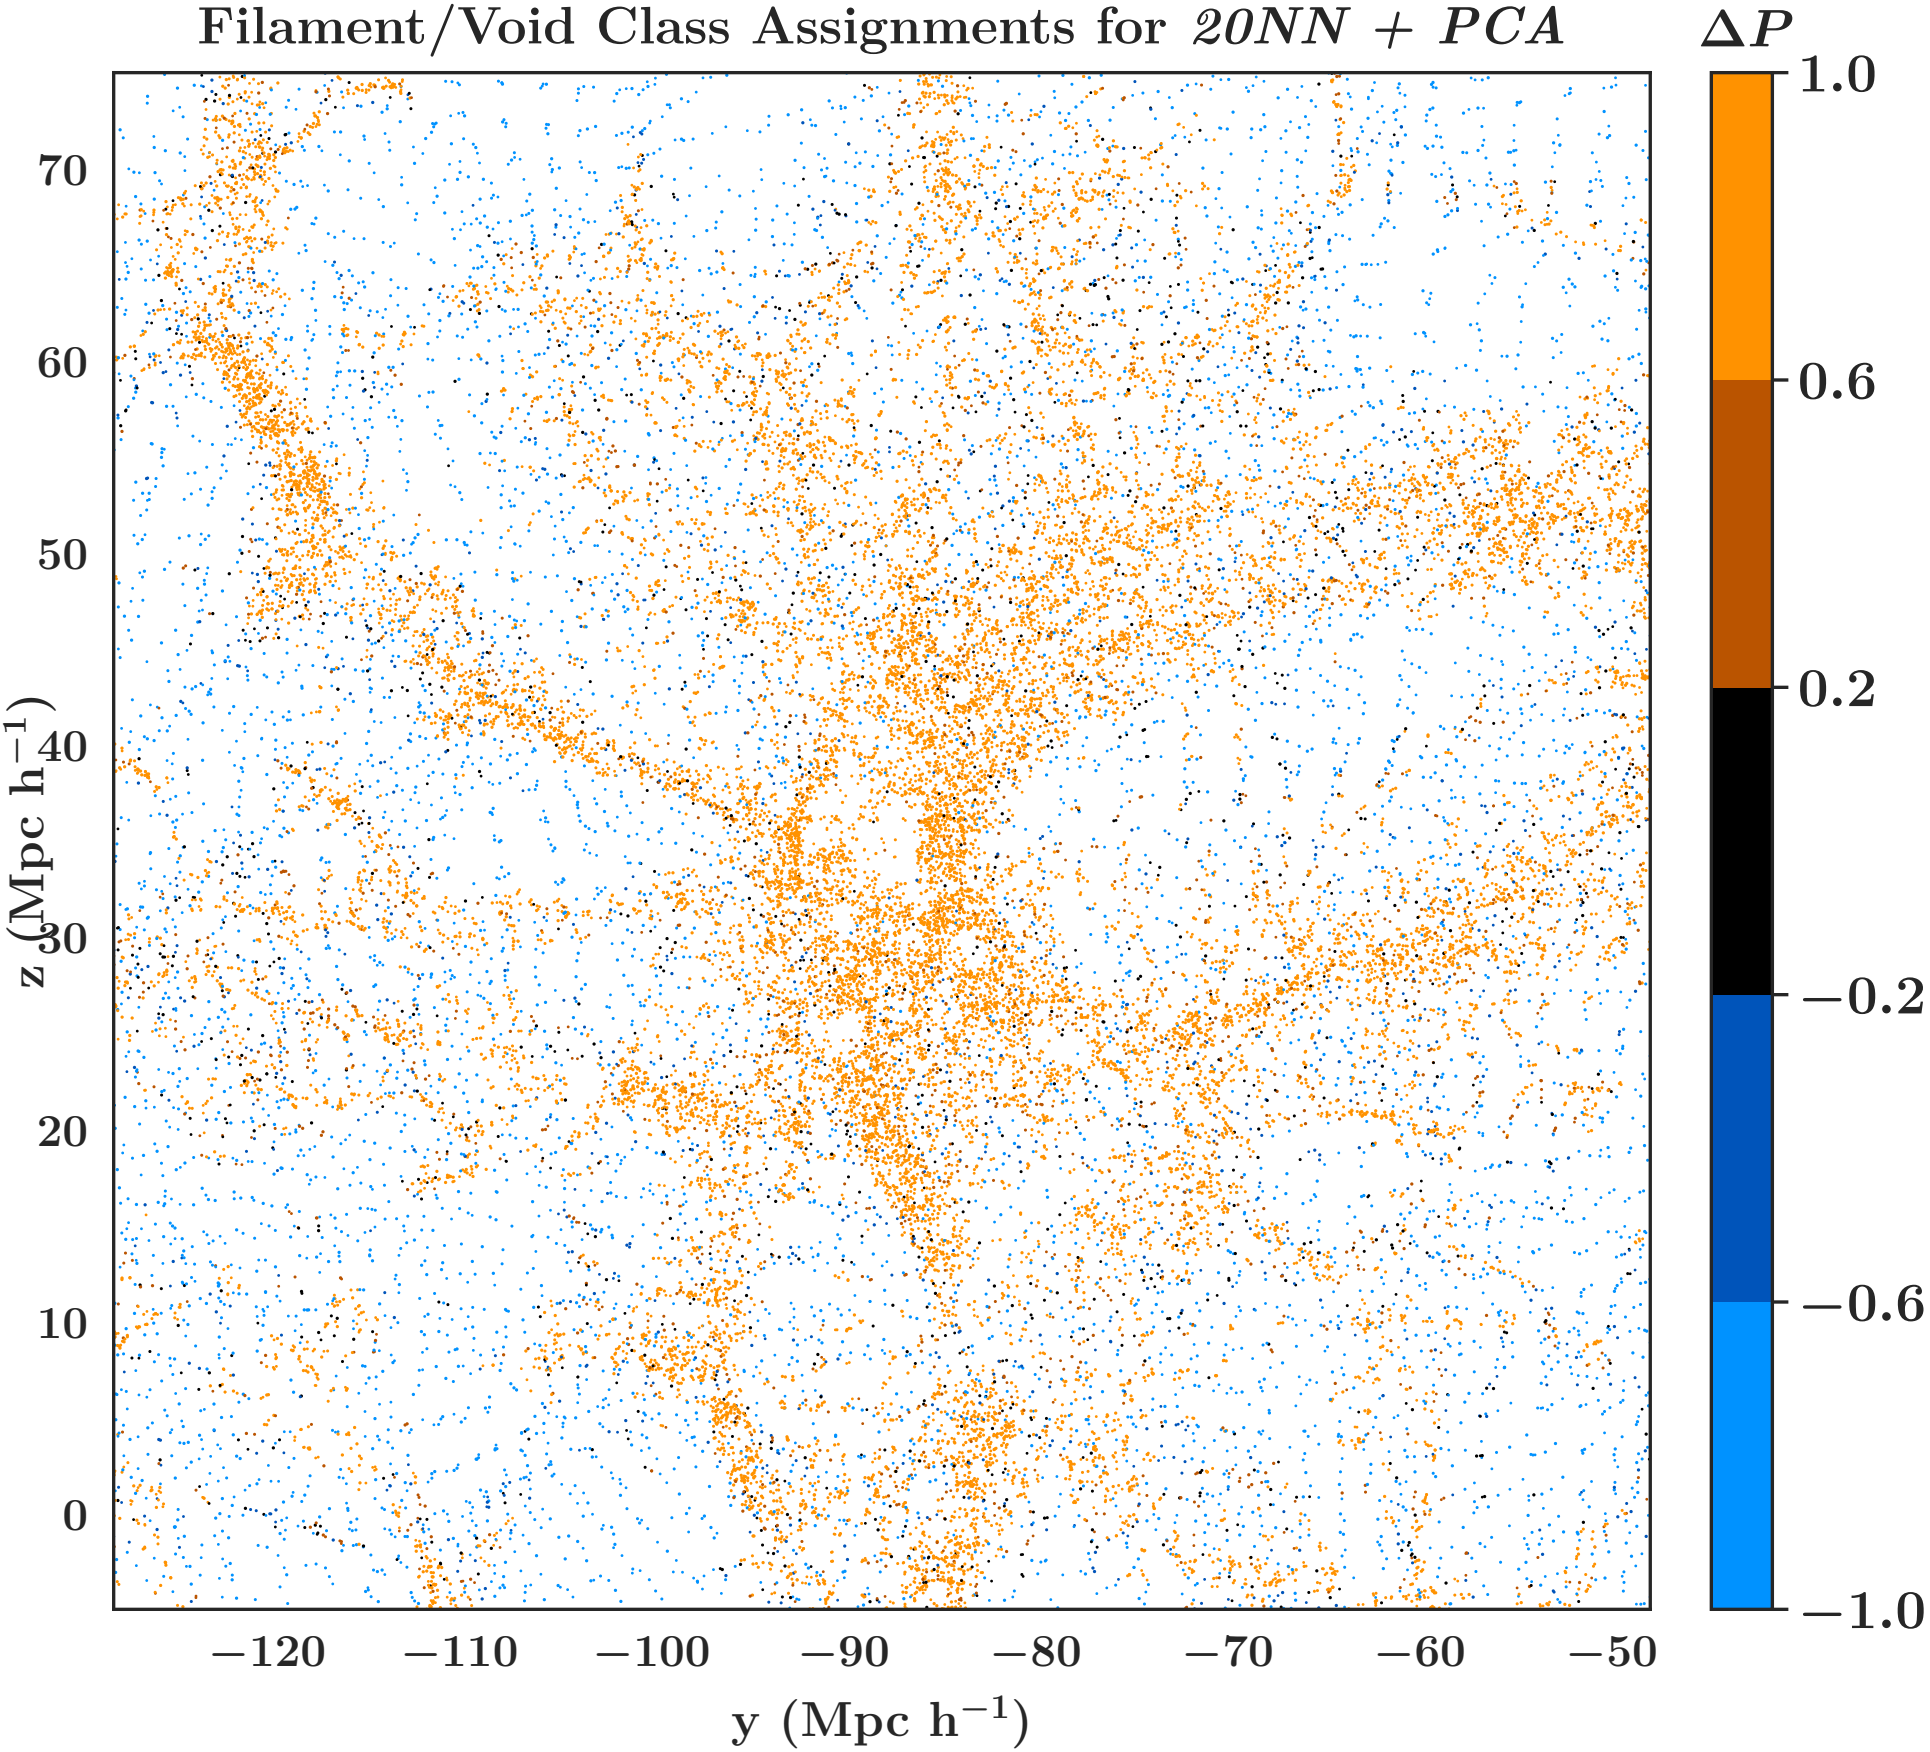 Filament/Void Class Assignments for 20NN + PCA
ΔP
1.0
0.6
0.2
−0.2
−0.6
−1.0
z (Mpc h⁻¹)
70
60
50
40
30
20
10
0
−120 −110 −100 −90 −80 −70 −60 −50
y (Mpc h⁻¹)